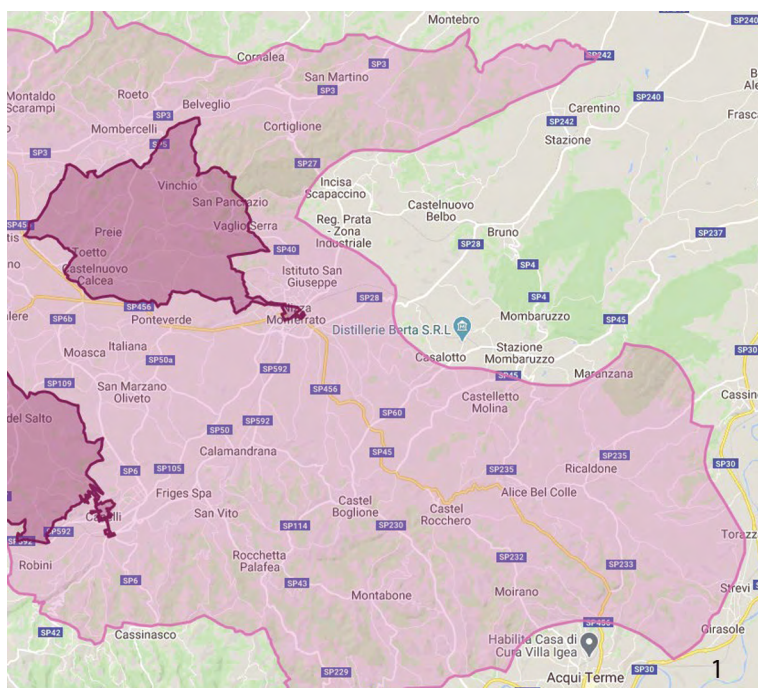 Montebro
SP240
Cornalea
SP3
SP242
San Martino
Montaldo
Scarampi
Roeto
SP3
SP240
Belveglio
SP3
Carentino
Mombercelli
Cortiglione
SP242
Stazione
SP3
SP27
Vinchio
Incisa
Scapaccino
San Pancrazio
Castelnuovo
Belbo
Reg. Prata
- Zona
Industriale
SP45
Preie
Bruno
SP237
Toetto
SP40
SP28
Castelnuovo
Calcea
Istituto San
Giuseppe
SP4
SP456
SP28
SP4
Monferrato
Mombaruzzo
SP6b
Ponteverde
SP45
Distillerie Berta S.R.L
Italiana
Moasca
SP50a
Casalotto
Stazione
Mombaruzzo
SP30
SP109
SP592
SP45
Maranzana
San Marzano
Oliveto
SP456
Castelletto
Molina
del Salto
SP592
SP60
SP50
Calamandrana
SP45
SP235
SP6
SP105
SP235
Ricaldone
SP30
Friges Spa
Alice Bel Colle
Castel
Boglione
San Vito
Castel
Rocchero
SP114
SP230
SP592
Rocchetta
Palafea
SP232
SP233
Robini
SP6
SP43
Montabone
Moirano
Strevi
SP42
Cassinasco
Girasole
Habilita Casa di
Cura Villa Igea
SP229
SP30
Acqui Terme
1